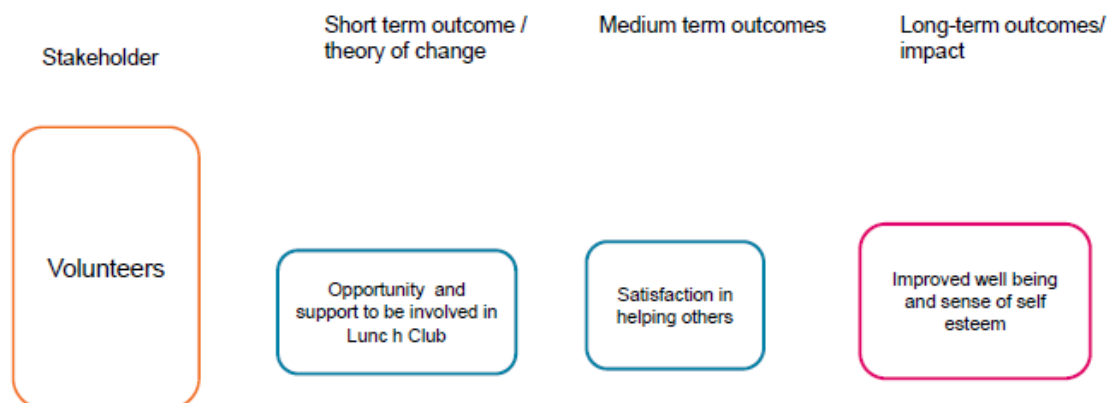 Stakeholder
Short term outcome /
theory of change
Medium term outcomes
Long-term outcomes/
impact
Volunteers
Opportunity and
support to be involved in
Lunc h Club
Satisfaction in
helping others
Improved well being
and sense of self
esteem